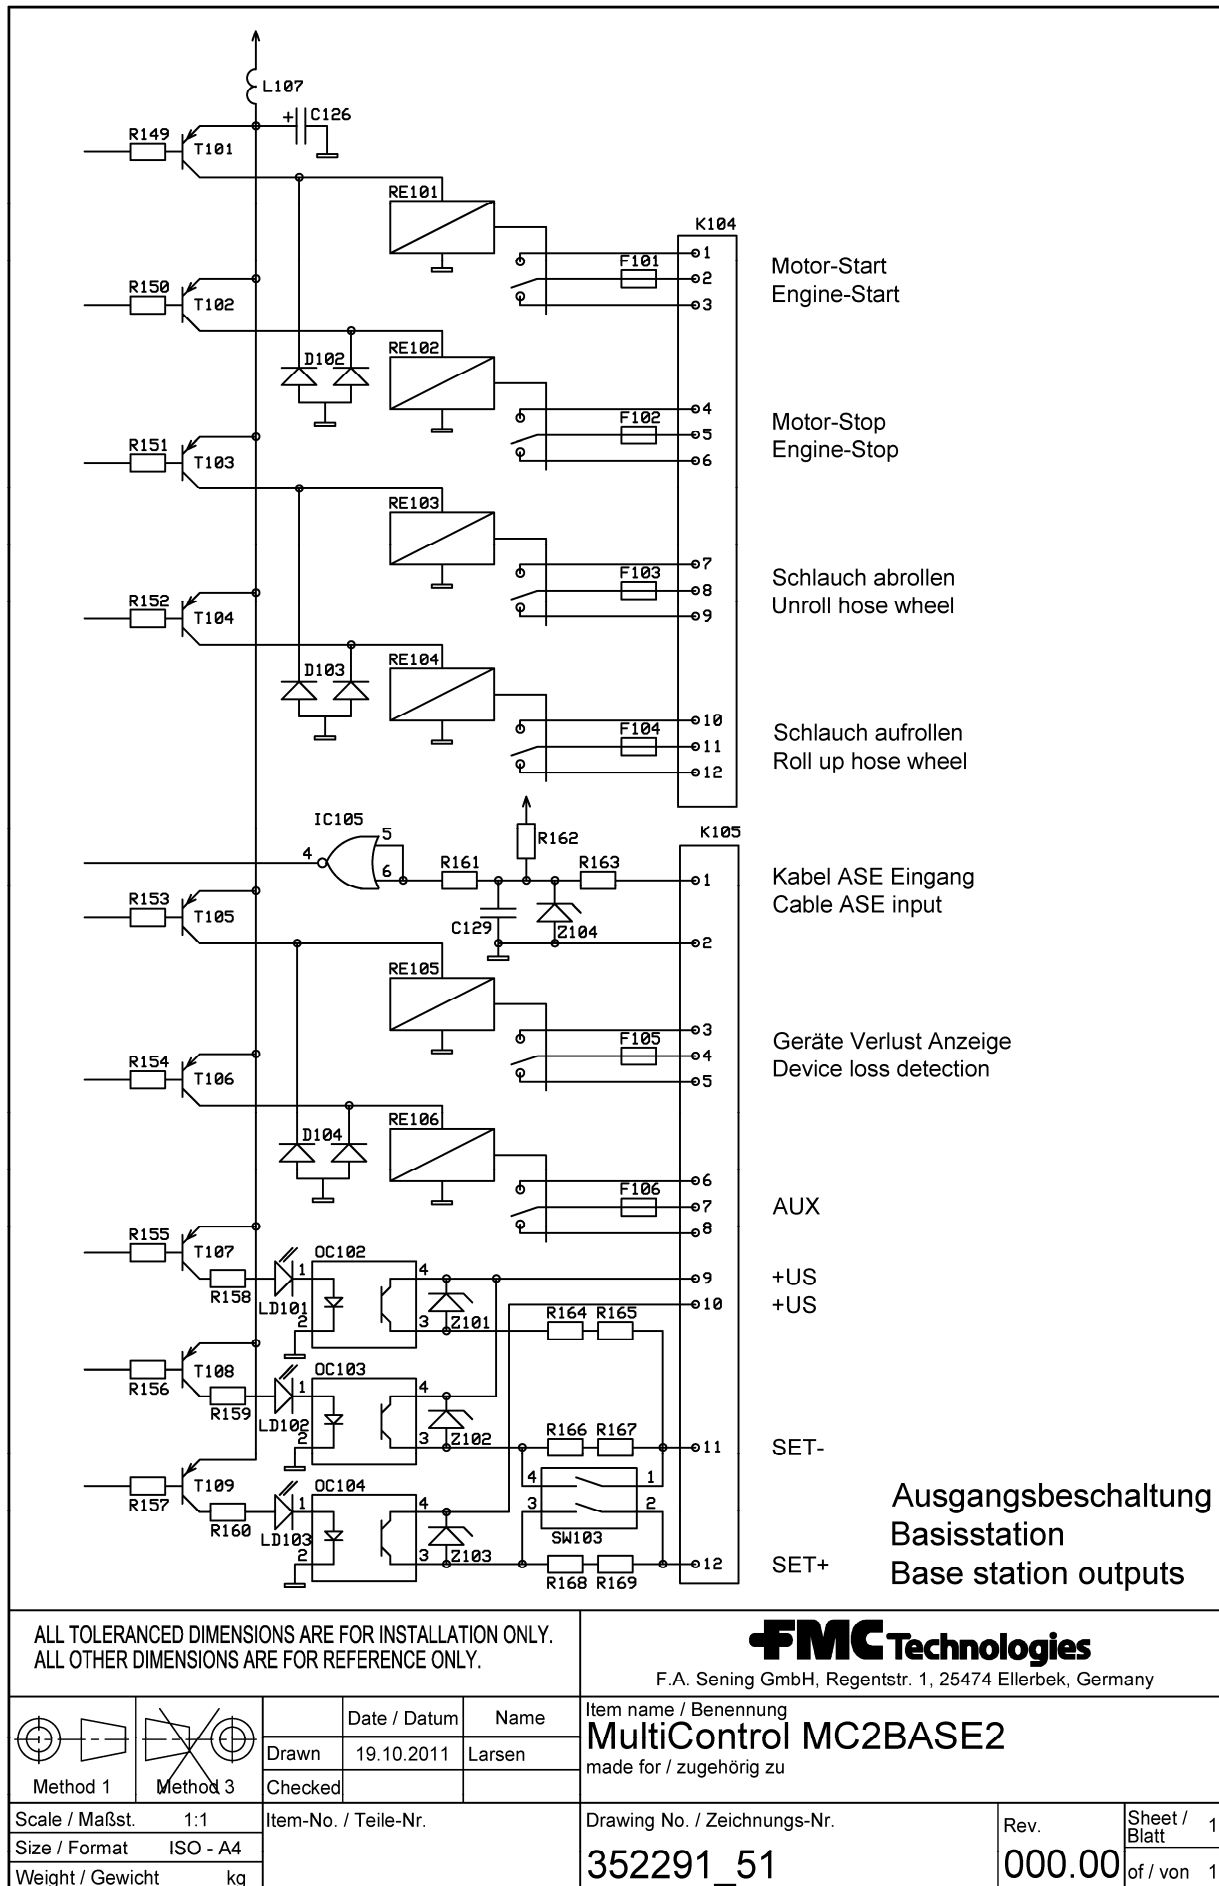 L107
C126
+
R149
T101
RE101
K104
1
F101
2
3
Motor-Start
Engine-Start
R150
T102
D102
RE102
4
F102
5
6
Motor-Stop
Engine-Stop
R151
T103
RE103
7
F103
8
9
Schlauch abrollen
Unroll hose wheel
R152
T104
D103
RE104
10
F104
11
12
Schlauch aufrollen
Roll up hose wheel
IC105
4
5
6
R161
R162
R163
C129
Z104
K105
1
2
Kabel ASE Eingang
Cable ASE input
R153
T105
RE105
3
F105
4
5
Geräte Verlust Anzeige
Device loss detection
R154
T106
D104
RE106
6
F106
7
8
AUX
R155
T107
R158
LD101
OC102
1
2
4
3
Z101
9
+US
10
+US
R164
R165
R156
T108
R159
LD102
OC103
1
2
4
3
Z102
R166
R167
11
SET-
R157
T109
R160
LD103
OC104
1
2
4
3
Z103
4
1
3
2
SW103
R168
R169
12
SET+
Ausgangsbeschaltung
Basisstation
Base station outputs
ALL TOLERANCED DIMENSIONS ARE FOR INSTALLATION ONLY.
ALL OTHER DIMENSIONS ARE FOR REFERENCE ONLY.
FMC Technologies
F.A. Sening GmbH, Regentstr. 1, 25474 Ellerbek, Germany
Method 1
Method 3
Date / Datum
Name
Drawn
19.10.2011
Larsen
Checked
Item name / Benennung
MultiControl MC2BASE2
made for / zugehörig zu
Scale / Maßst. 1:1
Size / Format ISO - A4
Weight / Gewicht kg
Item-No. / Teile-Nr.
Drawing No. / Zeichnungs-Nr.
352291_51
Rev.
000.00
Sheet / Blatt 1
of / von 1